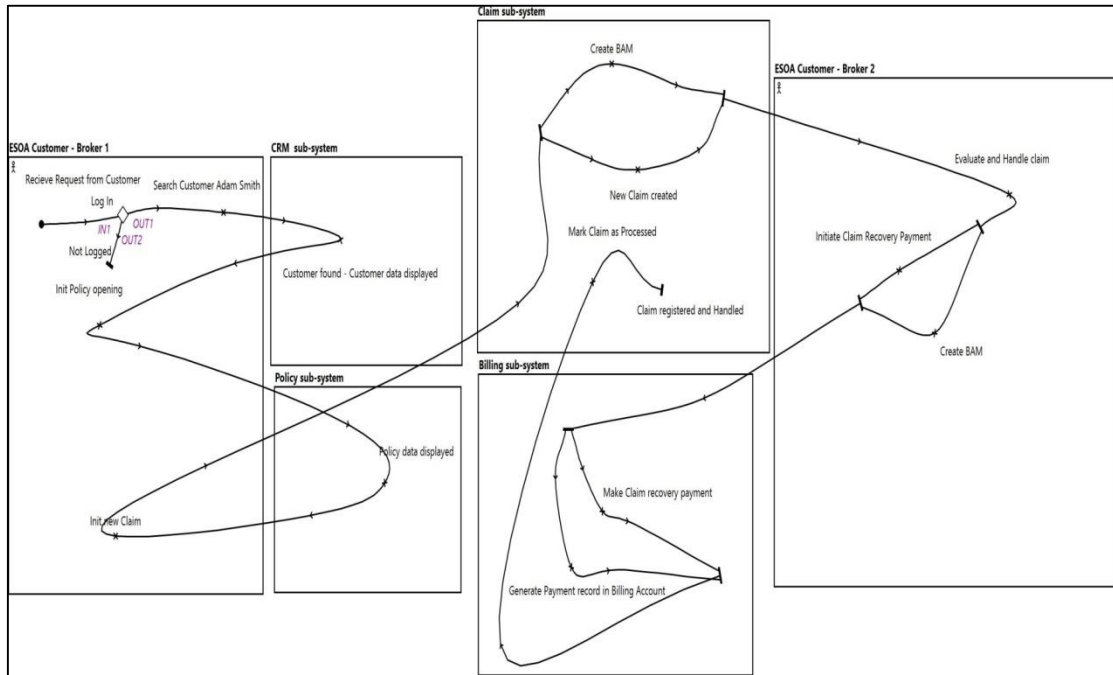 Claim sub-system
Create BAM
New Claim created
Mark Claim as Processed
Claim registered and Handled
ESOA Customer - Broker 2
Evaluate and Handle claim
Initiate Claim Recovery Payment
Create BAM
ESOA Customer - Broker 1
Recieve Request from Customer
Log In
IN1
OUT1
OUT2
Not Logged
Search Customer Adam Smith
Init Policy opening
Init new Claim
CRM sub-system
Customer found - Customer data displayed
Policy sub-system
Policy data displayed
Billing sub-system
Make Claim recovery payment
Generate Payment record in Billing Account